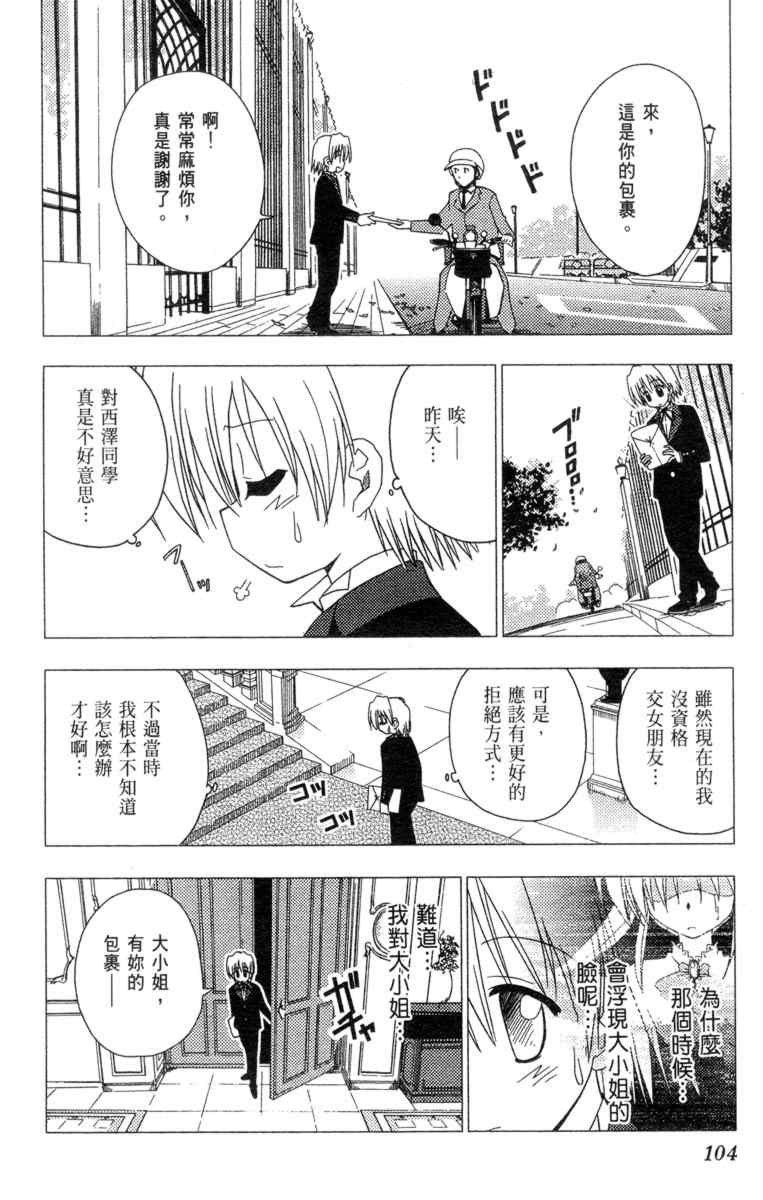 來，
這是你的包裹。
ドドドド
啊！
常常麻煩你，
真是謝謝了。
ブロロロ…
唉——
昨天…
對西澤同學
真是不好意思…
雖然現在的我
沒資格
交女朋友…
可是，
應該有更好的
拒絕方式…
コツ
コツ
不過當時
我根本不知道
該怎麼辦
才好啊…
為什麼
那個時候…
會浮現大小姐的
臉呢…
難道…
我對大小姐…
ガチャ
大小姐，
有妳的
包裹——
104